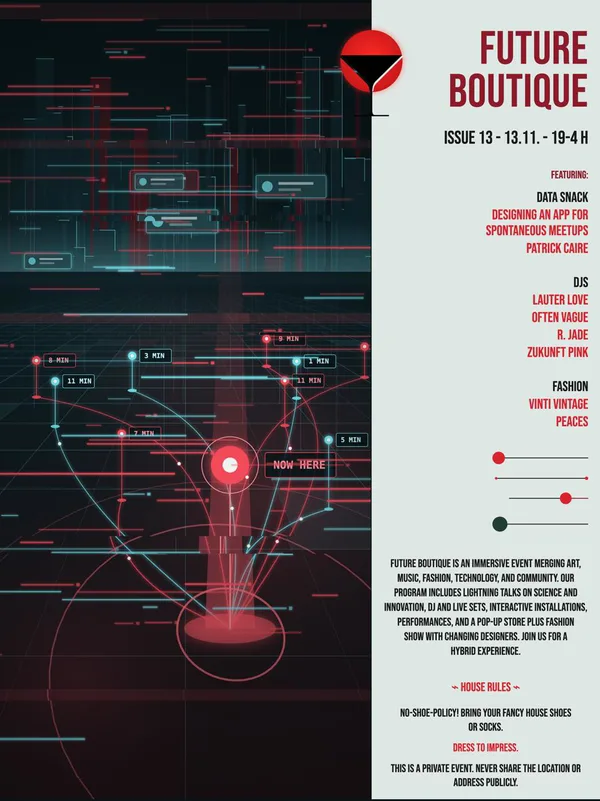 FUTURE
BOUTIQUE
ISSUE 13 - 13.11. - 19-4 H
FEATURING:
DATA SNACK
DESIGNING AN APP FOR
SPONTANEOUS MEETUPS
PATRICK CAIRE
DJS
LAUTER LOVE
OFTEN VAGUE
R. JADE
ZUKUNFT PINK
FASHION
VINTI VINTAGE
PEACES
FUTURE BOUTIQUE IS AN IMMERSIVE EVENT MERGING ART,
MUSIC, FASHION, TECHNOLOGY, AND COMMUNITY. OUR
PROGRAM INCLUDES LIGHTNING TALKS ON SCIENCE AND
INNOVATION, DJ AND LIVE SETS, INTERACTIVE INSTALLATIONS,
PERFORMANCES, AND A POP-UP STORE PLUS FASHION
SHOW WITH CHANGING DESIGNERS. JOIN US FOR A
HYBRID EXPERIENCE.
~ HOUSE RULES ~
NO-SHOE-POLICY! BRING YOUR FANCY HOUSE SHOES
OR SOCKS.
DRESS TO IMPRESS.
THIS IS A PRIVATE EVENT. NEVER SHARE THE LOCATION OR
ADDRESS PUBLICLY.
9 MIN
8 MIN
3 MIN
1 MIN
11 MIN
11 MIN
7 MIN
5 MIN
NOW HERE